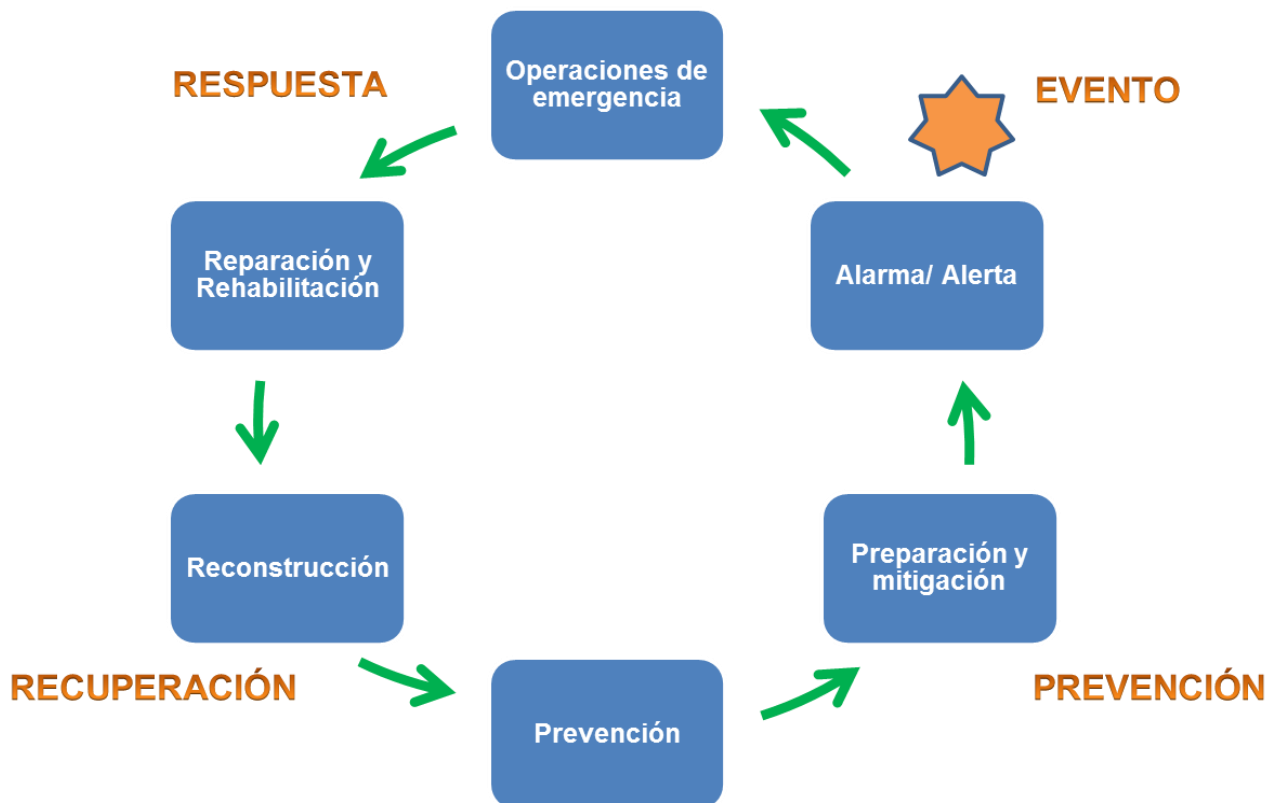 Operaciones de
emergencia
RESPUESTA
EVENTO
Reparación y
Rehabilitación
Alarma/ Alerta
Reconstrucción
Preparación y
mitigación
RECUPERACIÓN
PREVENCIÓN
Prevención